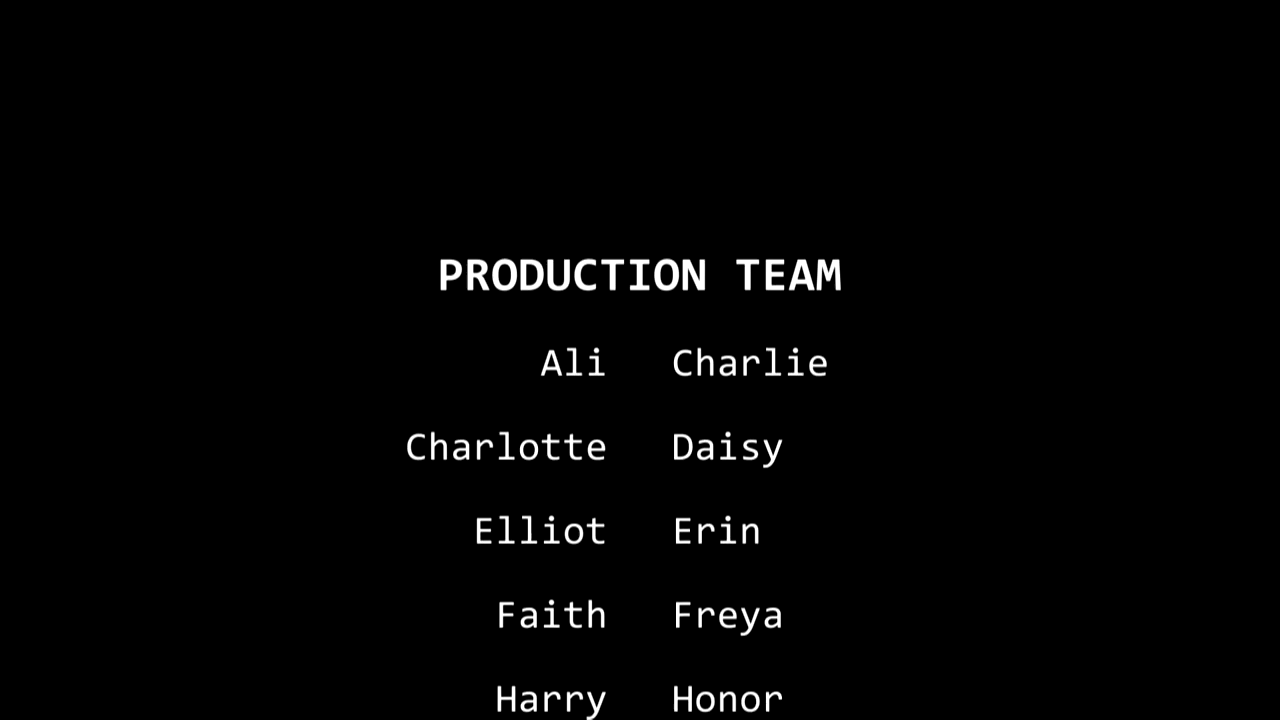 PRODUCTION TEAM
Ali Charlie
Charlotte Daisy
Elliot Erin
Faith Freya
Harry Honor